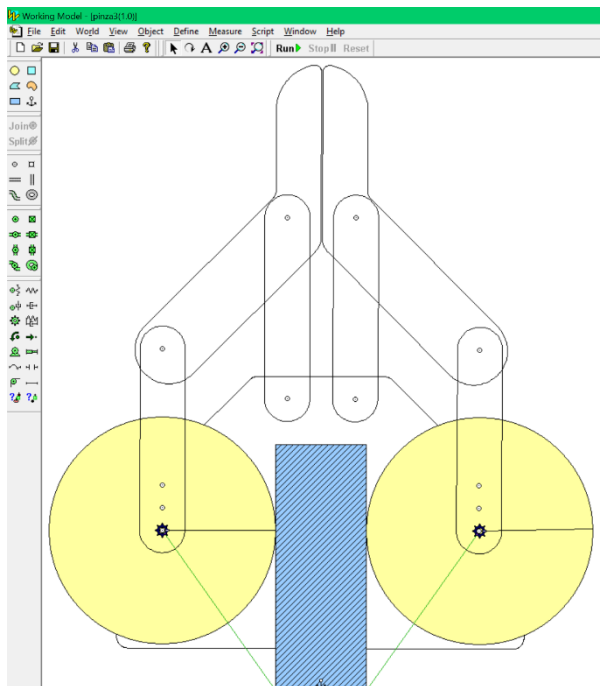 Working Model - [pinza3(1.0)]
File Edit World View Object Define Measure Script Window Help
A Run Stop Reset
Join
Split